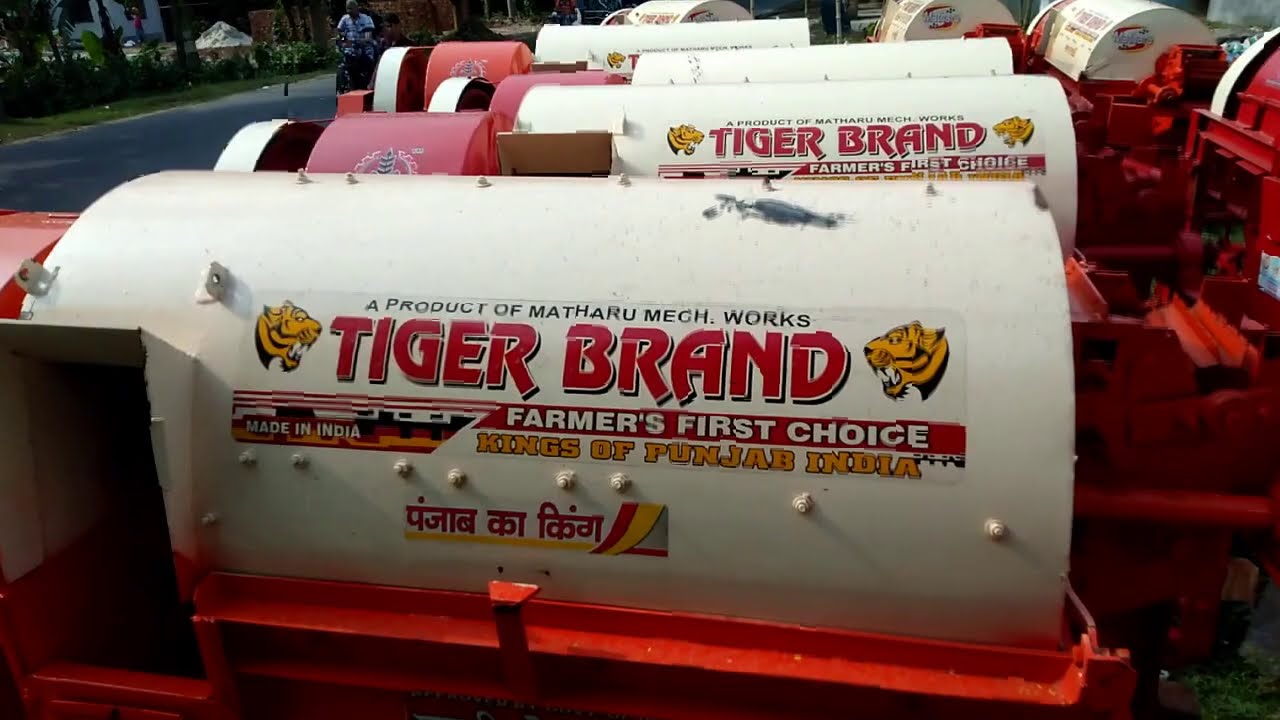 A PRODUCT OF MATHARU MECH. WORKS
TIGER BRAND
FARMER'S FIRST CHOICE
A PRODUCT OF MATHARU MECH. WORKS
TIGER BRAND
MADE IN INDIA
FARMER'S FIRST CHOICE
KINGS OF PUNJAB INDIA
पंजाब का किंग